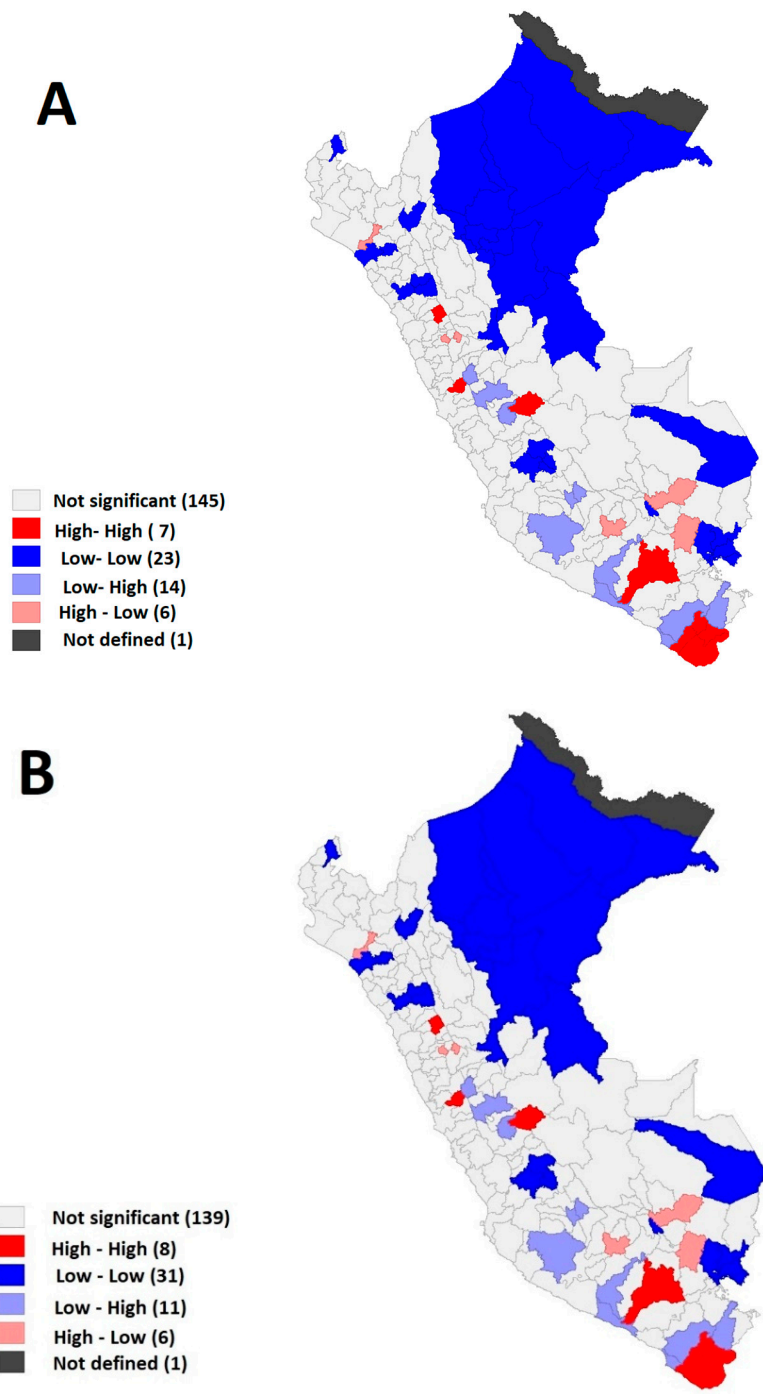 A
Not significant (145)
High- High ( 7)
Low- Low (23)
Low- High (14)
High - Low (6)
Not defined (1)
B
Not significant (139)
High - High (8)
Low - Low (31)
Low - High (11)
High - Low (6)
Not defined (1)